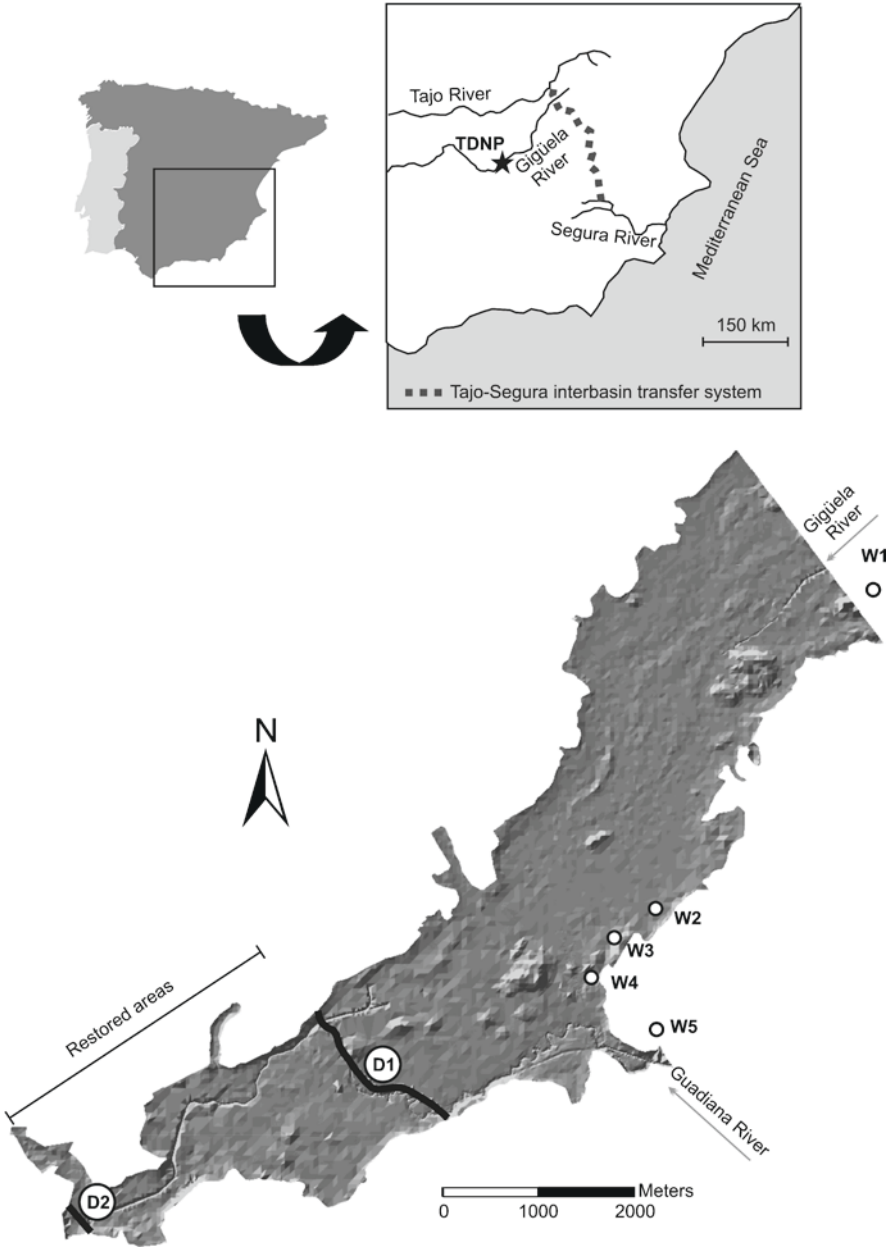 Tajo River
TDNP
Gigüela
River
Segura River
Mediterranean Sea
150 km
Tajo-Segura interbasin transfer system
Gigüela
River
W1
N
W2
W3
W4
W5
Restored areas
D1
Guadiana River
D2
Meters
0 1000 2000